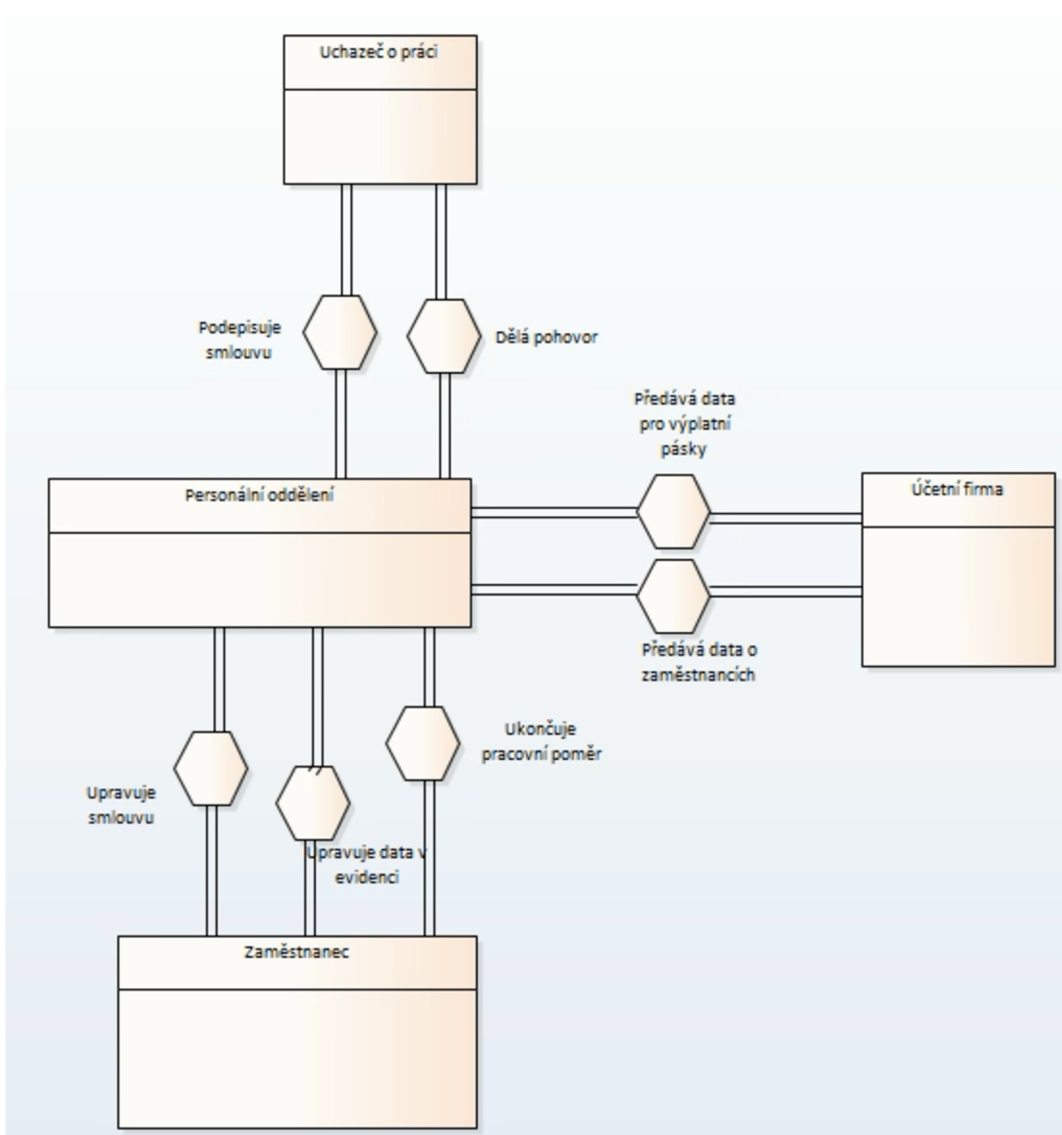 Uchazeč o práci
Podepisuje
smlouvu
Dělá pohovor
Předává data
pro výplatní
pásky
Personální oddělení
Účetní firma
Předává data o
zaměstnancích
Ukončuje
pracovní poměr
Upravuje
smlouvu
Upravuje data v
evidenci
Zaměstnanec